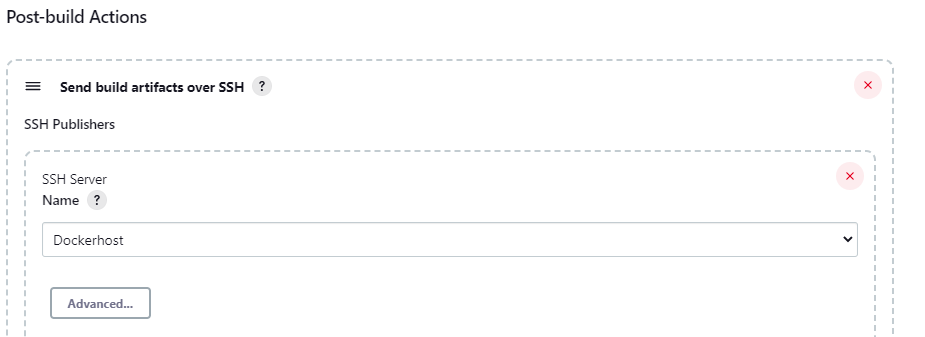 Post-build Actions
Send build artifacts over SSH ?
SSH Publishers
SSH Server
Name ?
Dockerhost
Advanced...